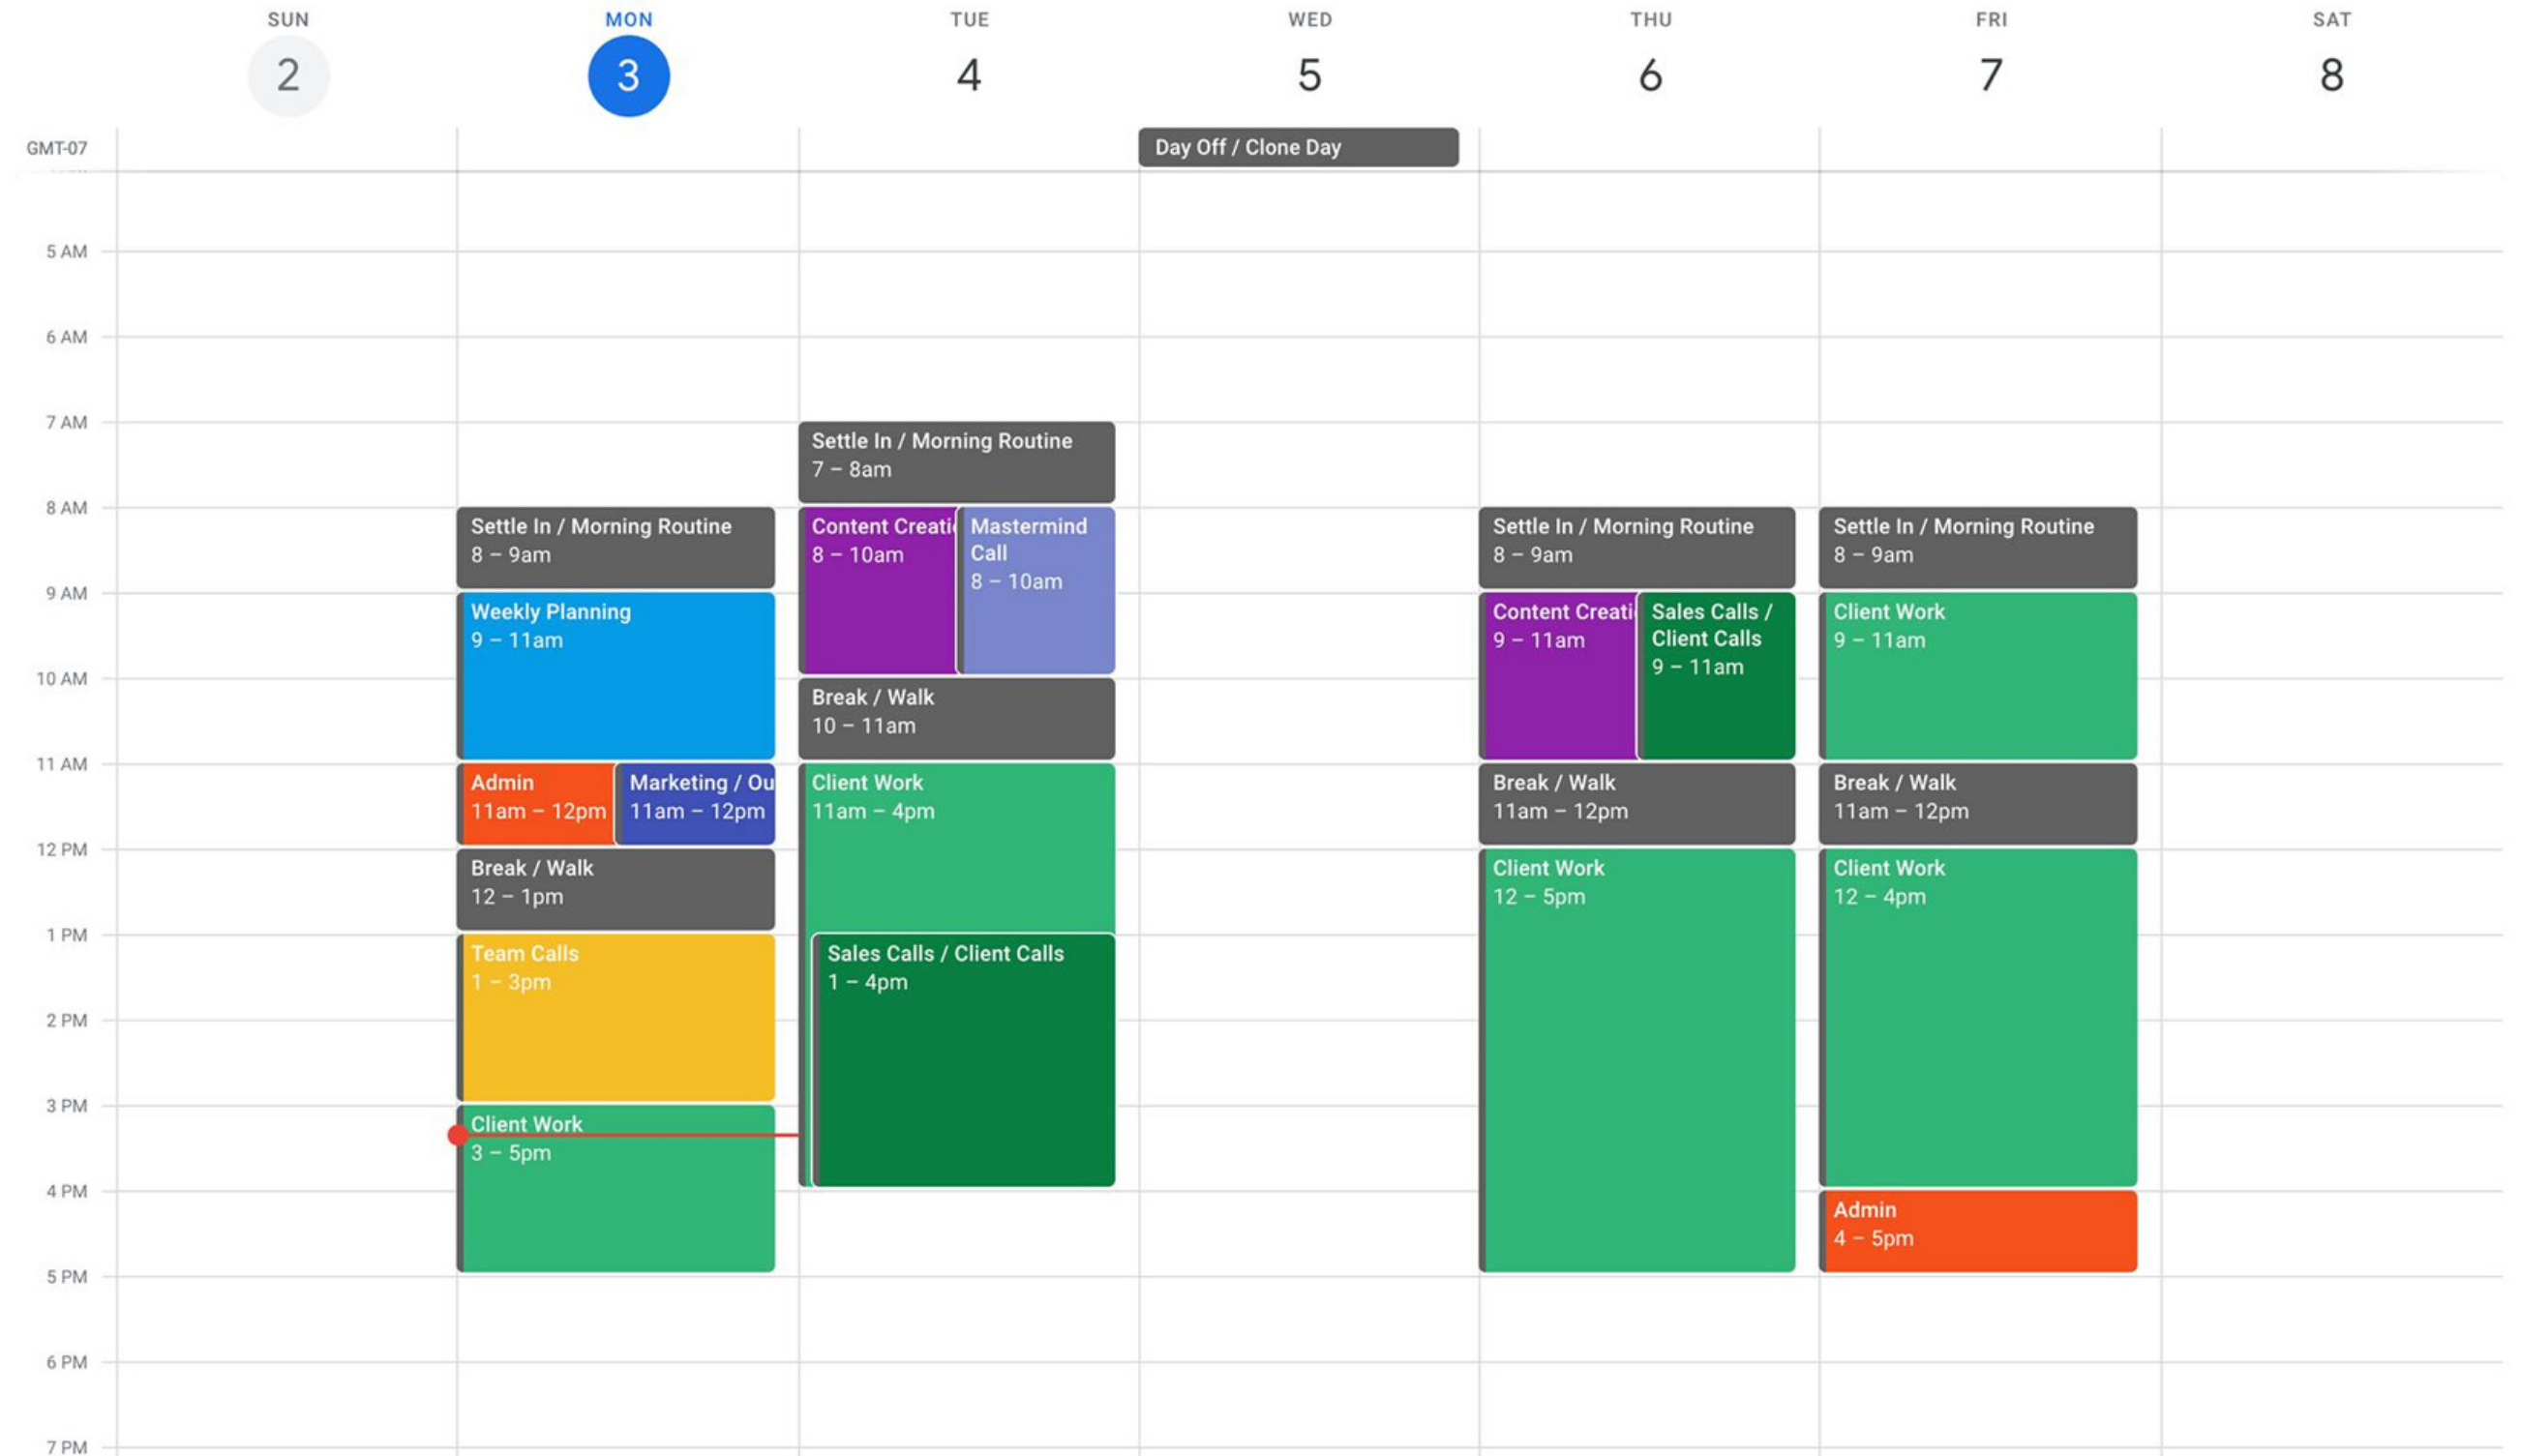 SUN
2
MON
3
TUE
4
WED
5
THU
6
FRI
7
SAT
8
GMT-07
Day Off / Clone Day
5 AM
6 AM
7 AM
8 AM
9 AM
10 AM
11 AM
12 PM
1 PM
2 PM
3 PM
4 PM
5 PM
6 PM
7 PM
Settle In / Morning Routine
8 – 9am
Weekly Planning
9 – 11am
Admin
11am – 12pm
Marketing / Ou
11am – 12pm
Break / Walk
12 – 1pm
Team Calls
1 – 3pm
Client Work
3 – 5pm
Settle In / Morning Routine
7 – 8am
Content Creati
8 – 10am
Mastermind
Call
8 – 10am
Break / Walk
10 – 11am
Client Work
11am – 4pm
Sales Calls / Client Calls
1 – 4pm
Settle In / Morning Routine
8 – 9am
Content Creati
9 – 11am
Sales Calls /
Client Calls
9 – 11am
Break / Walk
11am – 12pm
Client Work
12 – 5pm
Settle In / Morning Routine
8 – 9am
Client Work
9 – 11am
Break / Walk
11am – 12pm
Client Work
12 – 4pm
Admin
4 – 5pm